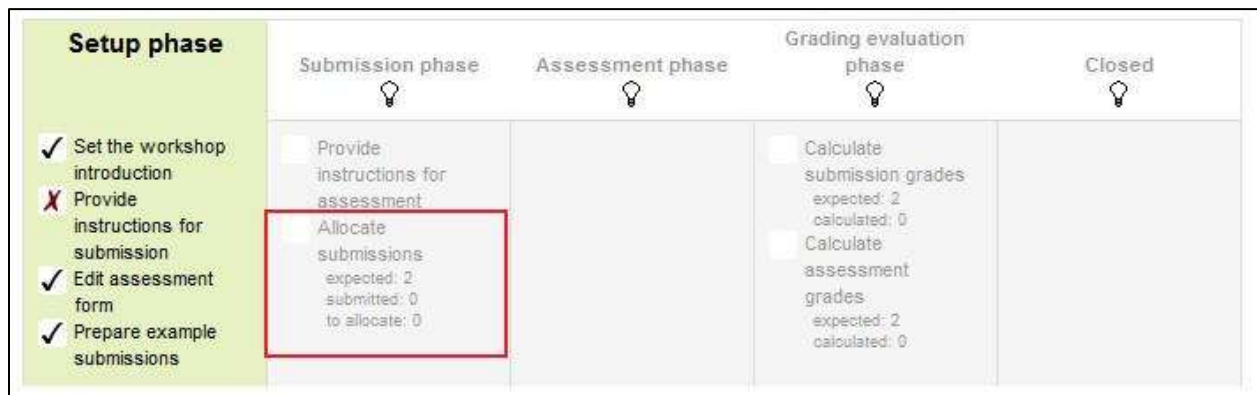 Setup phase
Submission phase
Assessment phase
Grading evaluation
phase
Closed
Set the workshop
introduction
Provide
instructions for
submission
Edit assessment
form
Prepare example
submissions
Provide
instructions for
assessment
Allocate
submissions
expected: 2
submitted: 0
to allocate: 0
Calculate
submission grades
expected: 2
calculated: 0
Calculate
assessment
grades
expected: 2
calculated: 0